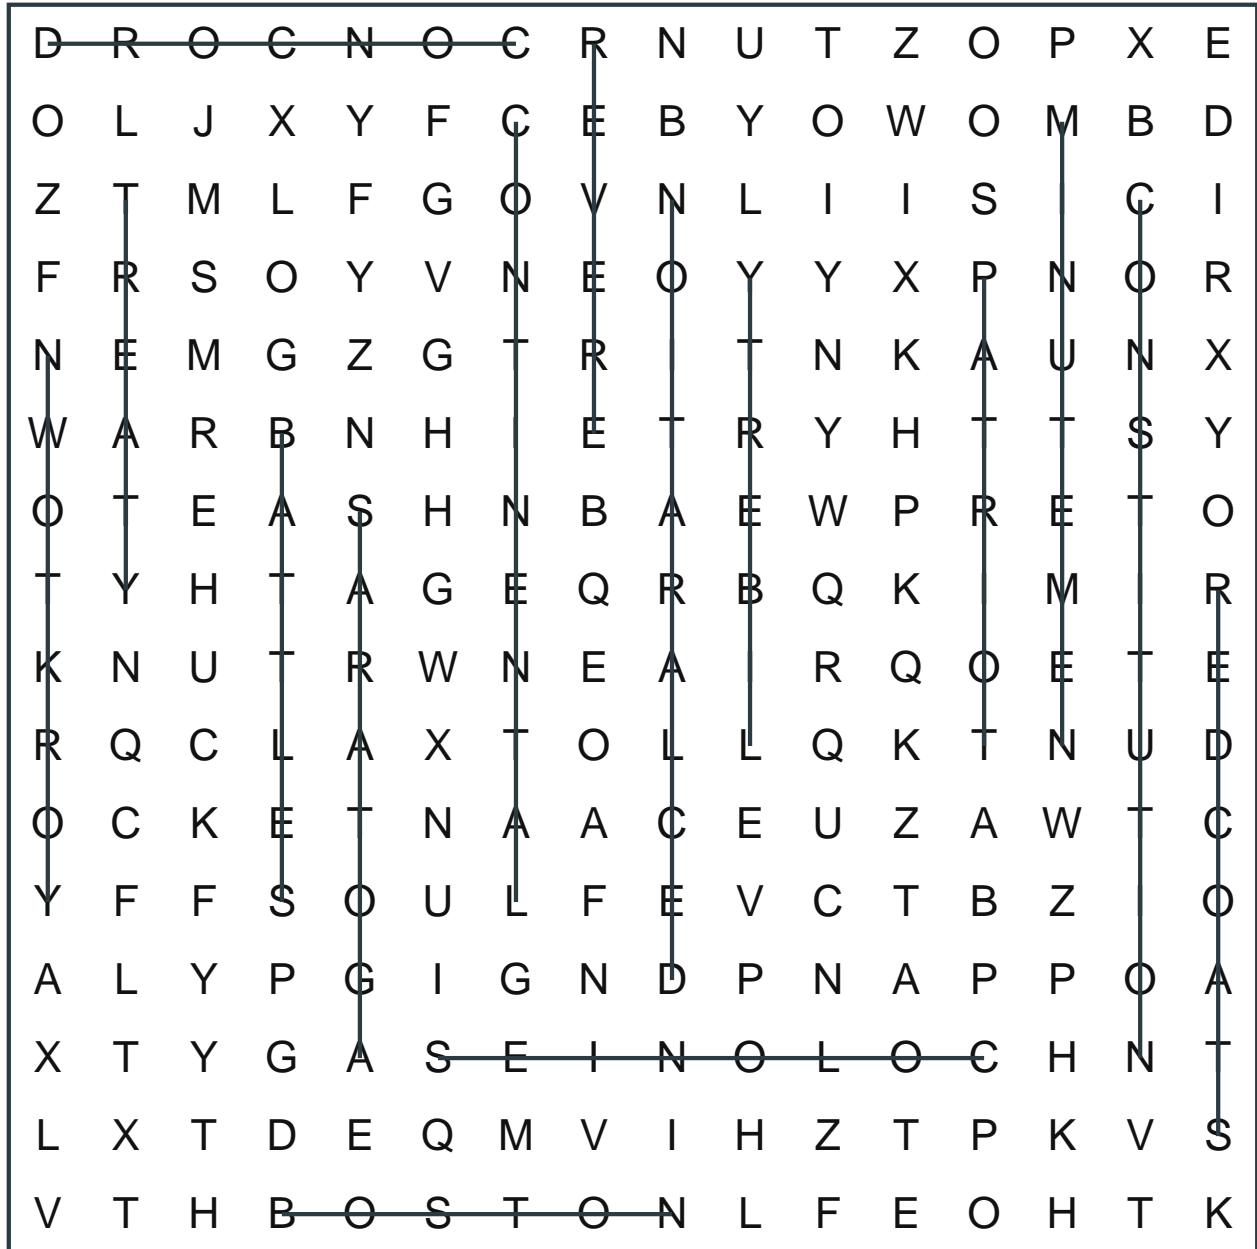 D R O C N O C R N U T Z O P X E
O L J X Y F C E B Y O W O M B D
Z T M L F G O V N L I I S I C I
F R S O Y V N E O Y Y X P N O R
N E M G Z G T R I T N K A U N X
W A R B N H I E T R Y H T T S Y
O T E A S H N B A E W P R E T O
T Y H T A G E Q R B Q K I M I R
K N U T R W N E A I R Q O E T E
R Q C L A X T O L L Q K T N U D
O C K E T N A A C E U Z A W T C
Y F F S O U L F E V C T B Z I O
A L Y P G I G N D P N A P P O A
X T Y G A S E I N O L O C H N T
L X T D E Q M V I H Z T P K V S
V T H B O S T O N L F E O H T K